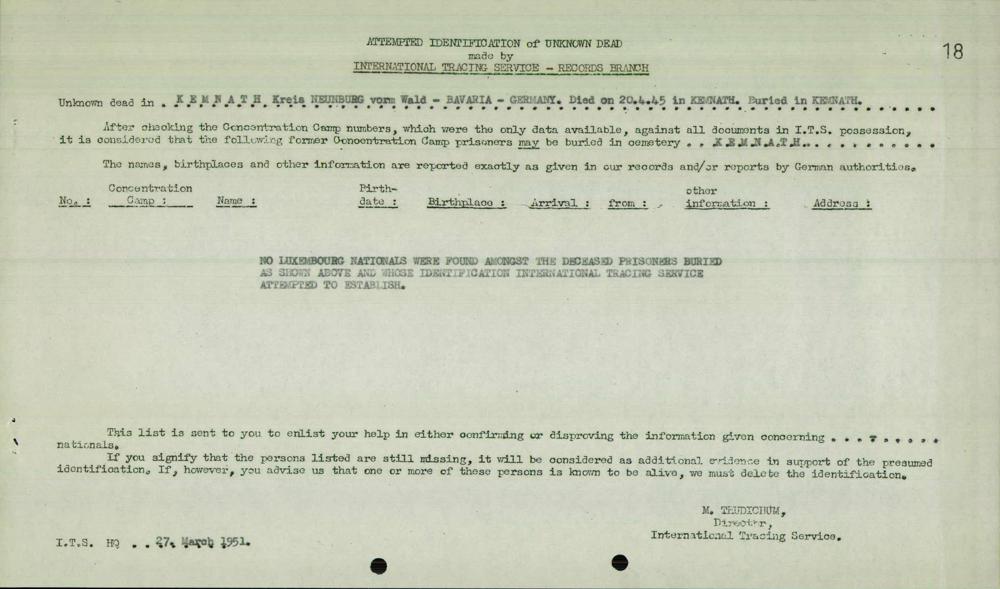 18
ATTEMPTED IDENTIFICATION of UNKNOWN DEAD
made by
INTERNATIONAL TRACING SERVICE - RECORDS BRANCH
Unknown dead in . K E M N A T H Kreis NEUNBURG vorm Wald - BAVARIA - GERMANY. Died on 20.4.45 in KEMNATH. Buried in KEMNATH. . . . . . .
After checking the Concentration Camp numbers, which were the only data available, against all documents in I.T.S. possession,
it is considered that the following former Concentration Camp prisoners may be buried in cemetery . . K.E.M.N.A.T.H. . . . . . . . . . .
The names, birthplaces and other information are reported exactly as given in our records and/or reports by German authorities.
Concentration Birth- other
No. : Camp : Name : date : Birthplace : Arrival : from : information : Address :
NO LUXEMBOURG NATIONALS WERE FOUND AMONGST THE DECEASED PRISONERS BURIED
AS SHOWN ABOVE AND WHOSE IDENTIFICATION INTERNATIONAL TRACING SERVICE
ATTEMPTED TO ESTABLISH.
This list is sent to you to enlist your help in either confirming or disproving the information given concerning . . . - . . . . .
nationals.
If you signify that the persons listed are still missing, it will be considered as additional evidence in support of the presumed
identification. If, however, you advise us that one or more of these persons is known to be alive, we must delete the identification.
M. THUDICHUM,
Director,
International Tracing Service.
I.T.S. HQ . . 27. March 1951.